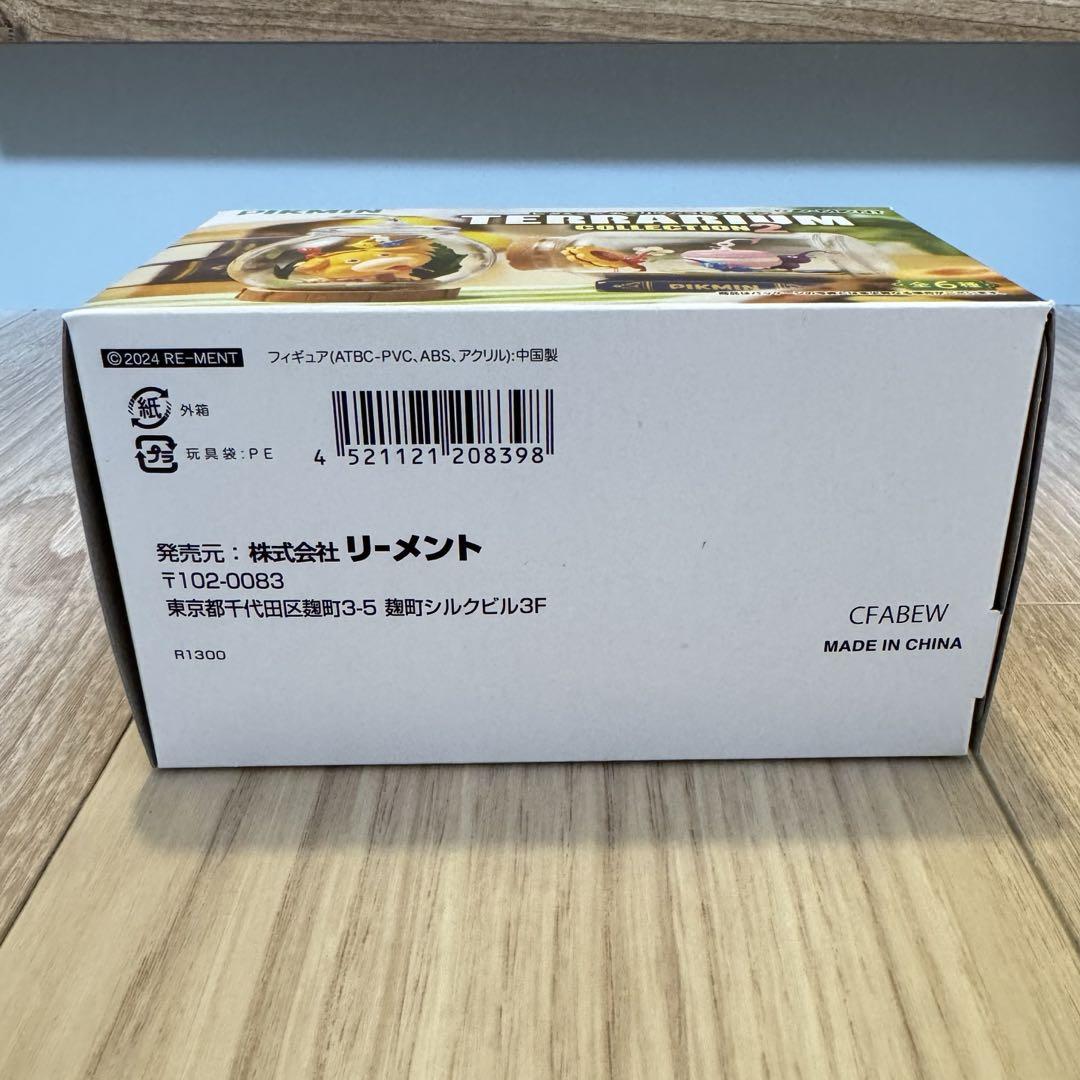 PIKMIN
TERRARIUM
COLLECTION2
PIKMIN
全6種
©2024 RE-MENT
フィギュア(ATBC-PVC、ABS、アクリル):中国製
紙 外箱
プラ 玩具袋:PE
4 521121 208398
発売元：株式会社 リーメント
〒102-0083
東京都千代田区麹町3-5 麹町シルクビル3F
R1300
CFABEW
MADE IN CHINA